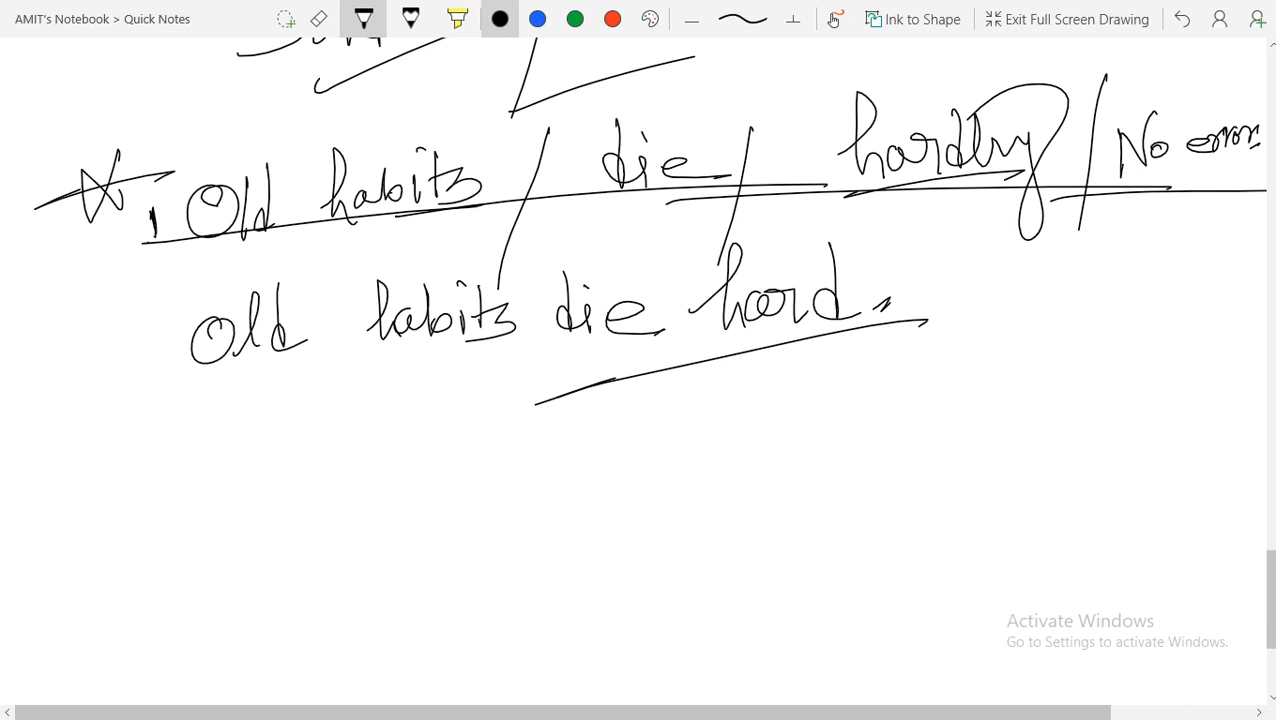 AMIT's Notebook > Quick Notes
Ink to Shape
Exit Full Screen Drawing
1. Old habits / die / hardly / No error.
Old habits die hard.
Activate Windows
Go to Settings to activate Windows.